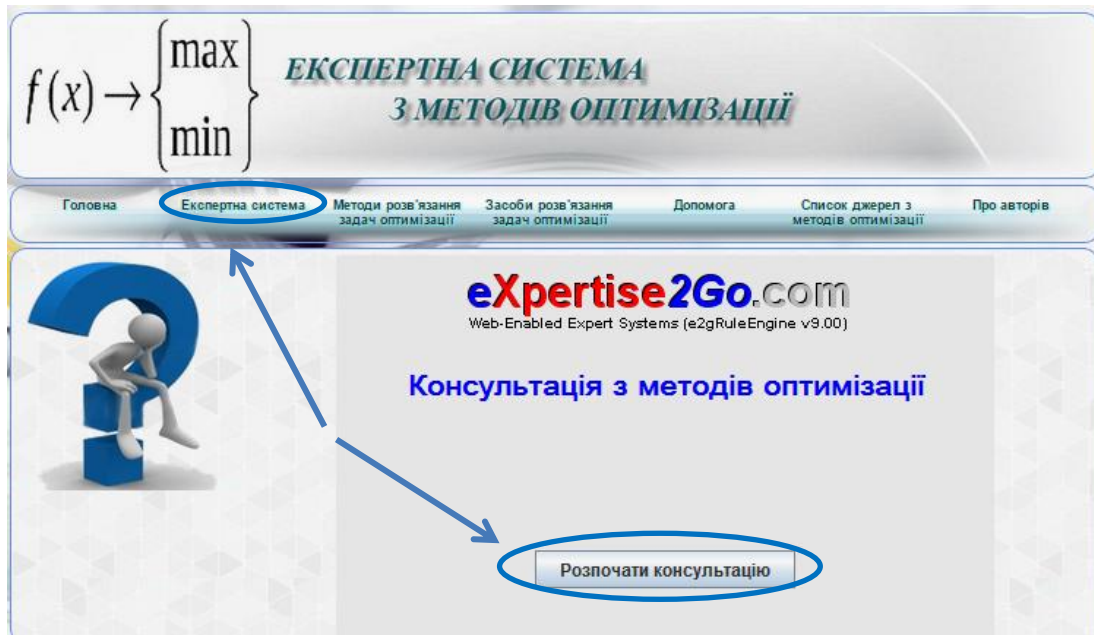 f(x) → { max min }
ЕКСПЕРТНА СИСТЕМА
З МЕТОДІВ ОПТИМІЗАЦІЇ
Головна
Експертна система
Методи розв'язання
задач оптимізації
Засоби розв'язання
задач оптимізації
Допомога
Список джерел з
методів оптимізації
Про авторів
eXpertise2Go.com
Web-Enabled Expert Systems (e2gRuleEngine v9.00)
Консультація з методів оптимізації
Розпочати консультацію